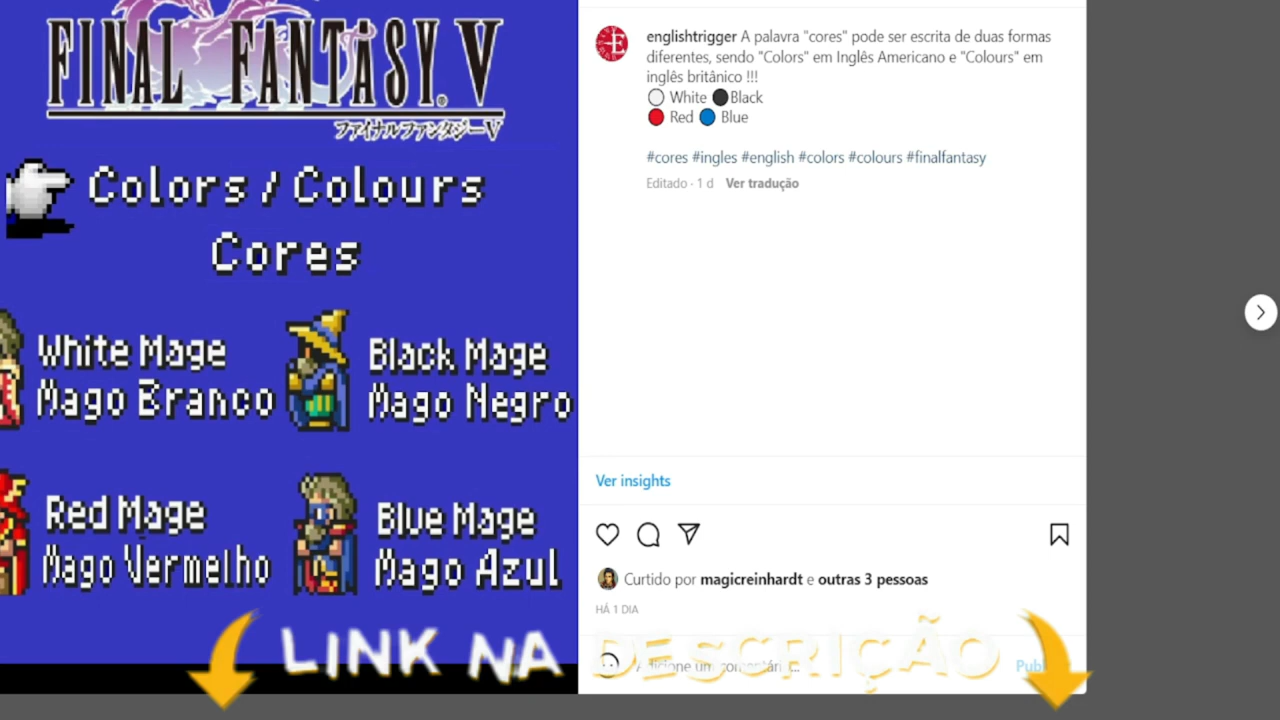 FINAL FANTASY. V
ファイナルファンタジーV
Colors / Colours
Cores
White Mage
Mago Branco
Black Mage
Mago Negro
Red Mage
Mago Vermelho
Blue Mage
Mago Azul
englishtrigger A palavra "cores" pode ser escrita de duas formas
diferentes, sendo "Colors" em Inglês Americano e "Colours" em
inglês britânico !!!
White Black
Red Blue
#cores #ingles #english #colors #colours #finalfantasy
Editado · 1 d Ver tradução
Ver insights
Curtido por magicreinhardt e outras 3 pessoas
HÁ 1 DIA
Adicione um comentário...
LINK NA DESCRIÇÃO